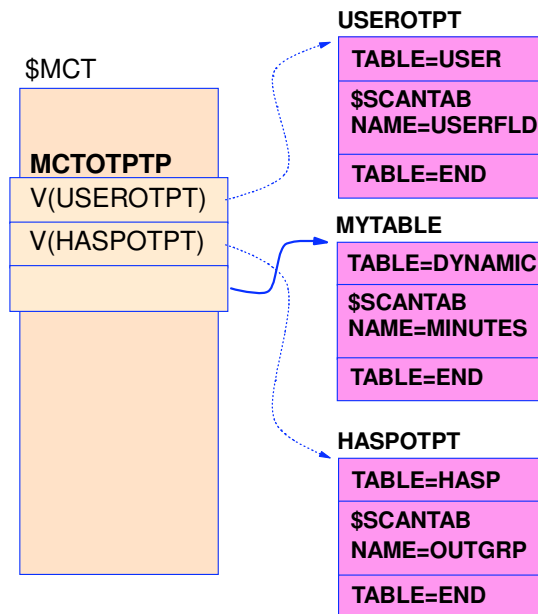 $MCT
MCTOTPTP
V(USEROTPT)
V(HASPOTPT)
USEROTPT
TABLE=USER
$SCANTAB
NAME=USERFLD
TABLE=END
MYTABLE
TABLE=DYNAMIC
$SCANTAB
NAME=MINUTES
TABLE=END
HASPOTPT
TABLE=HASP
$SCANTAB
NAME=OUTGRP
TABLE=END